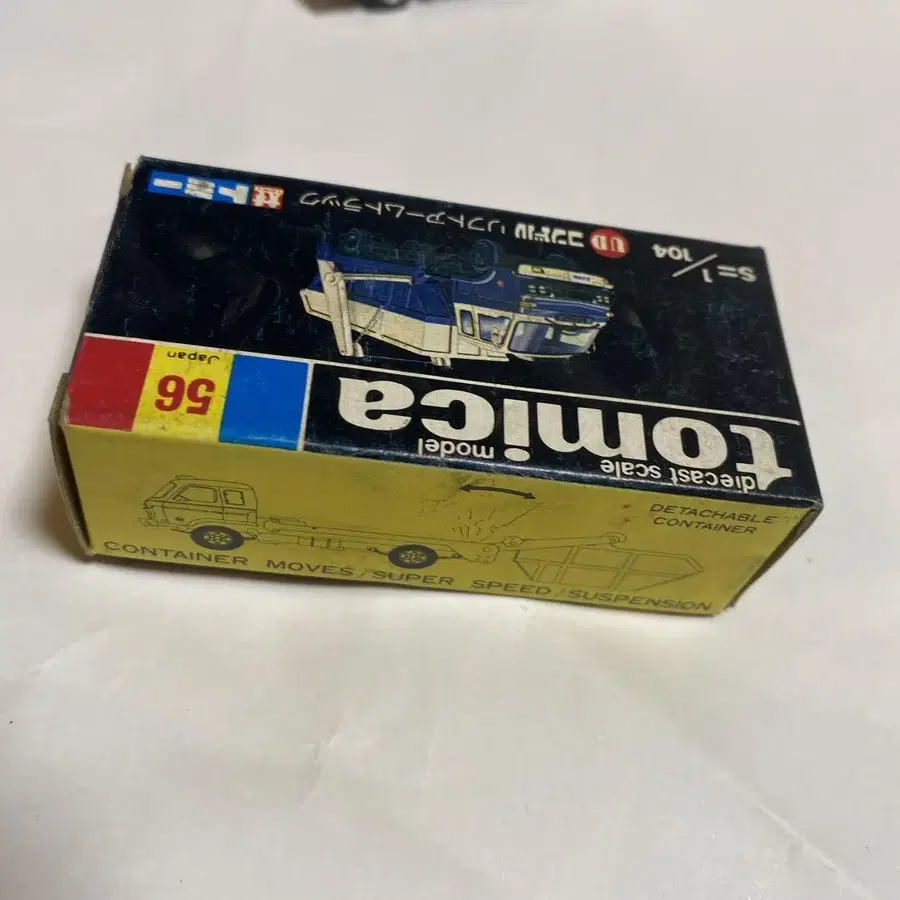 tomica
diecast scale model
56
Japan
S=1/104
UD コンドル リフトアームトラック
トミー
DETACHABLE
CONTAINER
CONTAINER MOVES/SUPER SPEED/SUSPENSION